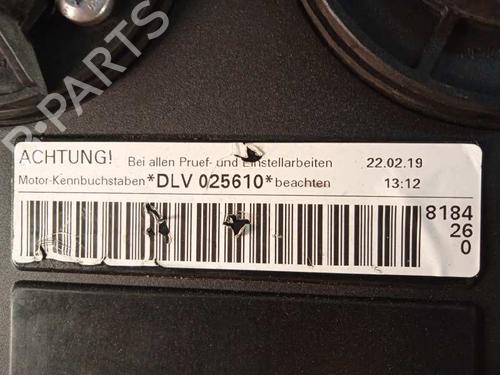 B-PARTS
ACHTUNG! Bei allen Pruef- und Einstellarbeiten 22.02.19
Motor-Kennbuchstaben *DLV 025610* beachten 13:12
8184
26
0